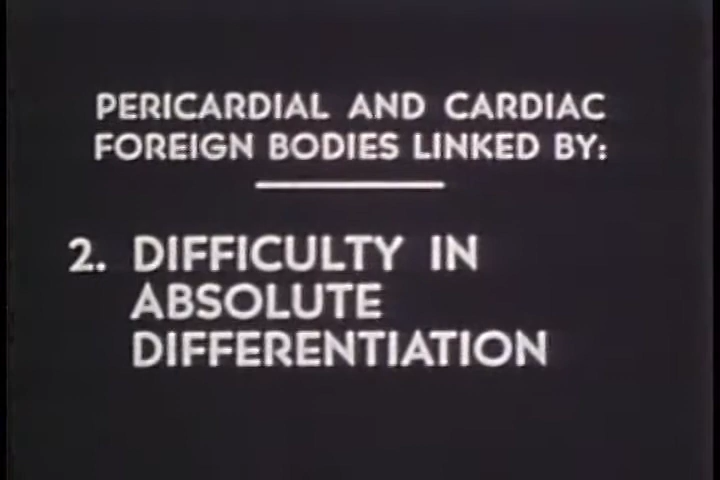 PERICARDIAL AND CARDIAC
FOREIGN BODIES LINKED BY:
2. DIFFICULTY IN
ABSOLUTE
DIFFERENTIATION